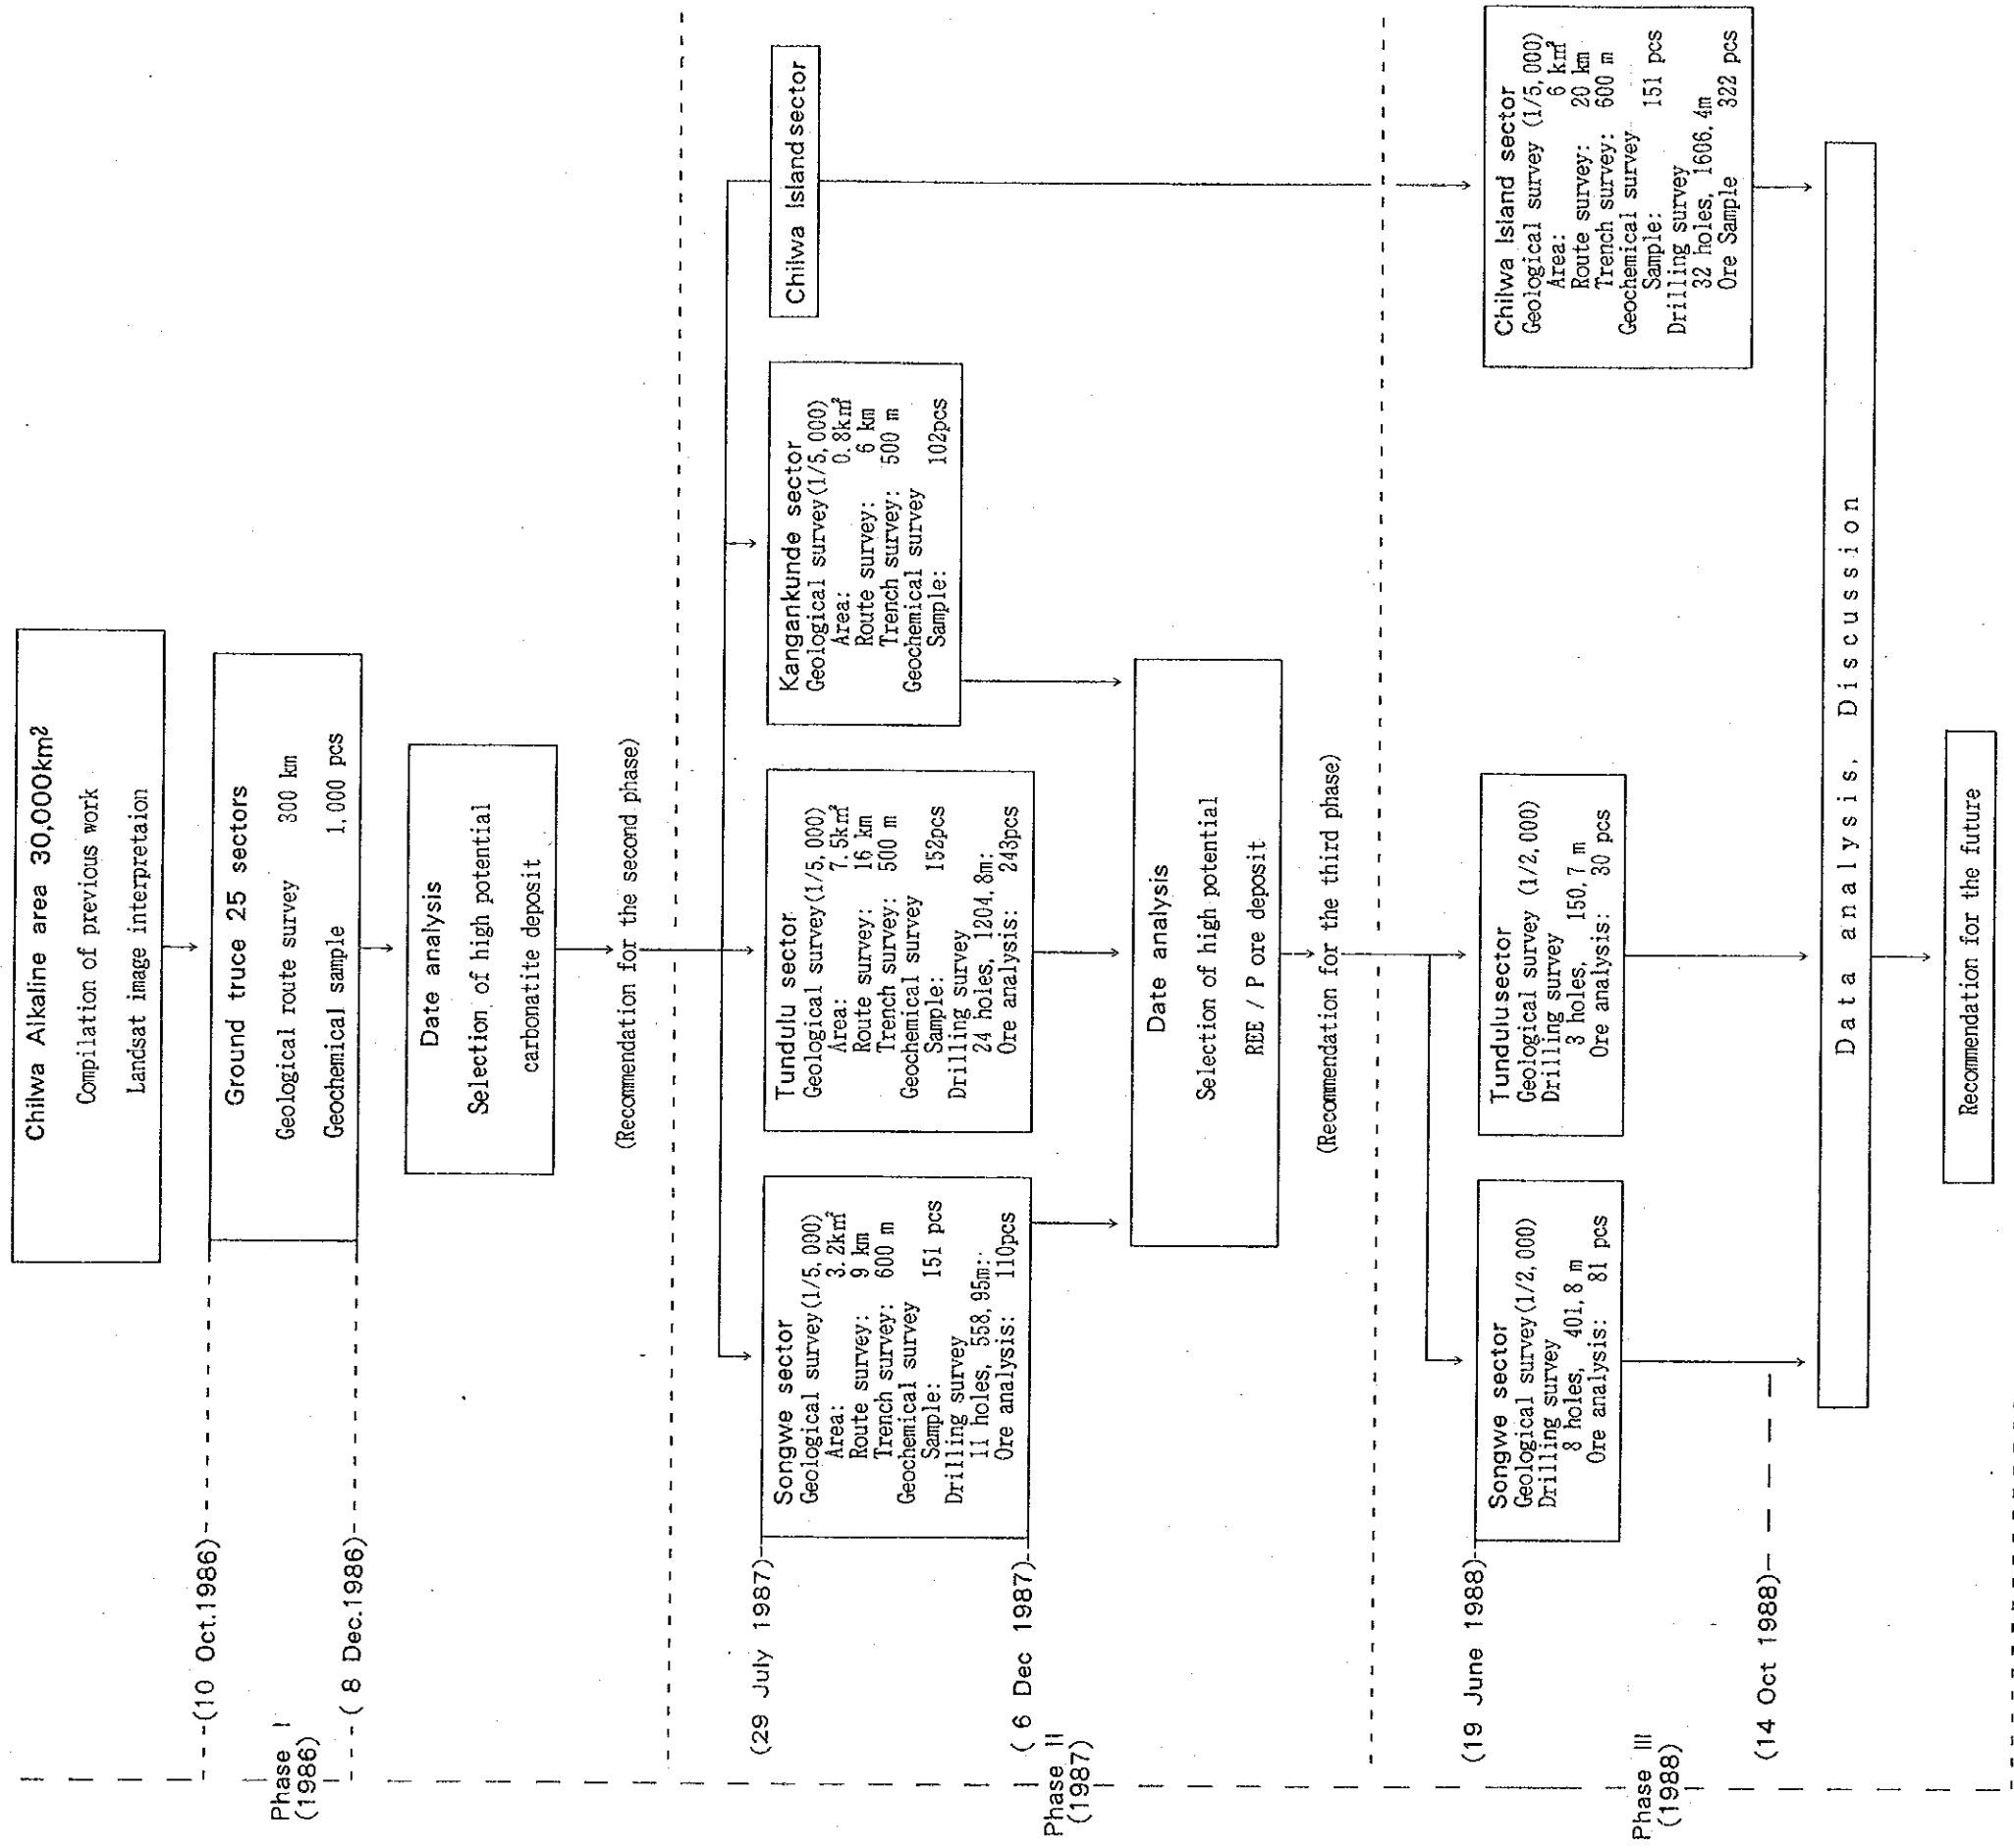 Phase I
(1986)
Chilwa Alkaline area 30,000km²
Compilation of previous work
Landsat image interpretaion
(10 Oct.1986)
Ground truce 25 sectors
Geological route survey 300 km
Geochemical sample 1,000 pcs
( 8 Dec.1986)
Date analysis
Selection of high potential
carbonatite deposit
(Recommendation for the second phase)
Phase II
(1987)
(29 July 1987)
Songwe sector
Geological survey(1/5,000)
Area: 3.2km²
Route survey: 9 km
Trench survey: 600 m
Geochemical survey
Sample: 151 pcs
Drilling survey
11 holes, 558.95m:
Ore analysis: 110pcs
Tundulu sector
Geological survey(1/5,000)
Area: 7.5km²
Route survey: 16 km
Trench survey: 500 m
Geochemical survey
Sample: 152pcs
Drilling survey
24 holes, 1204.8m:
Ore analysis: 243pcs
Kangankunde sector
Geological survey(1/5,000)
Area: 0.8km²
Route survey: 6 km
Trench survey: 500 m
Geochemical survey
Sample: 102pcs
Chilwa Island sector
( 6 Dec 1987)
Date analysis
Selection of high potential
REE / P ore deposit
(Recommendation for the third phase)
Phase III
(1988)
(19 June 1988)
Songwe sector
Geological survey(1/2,000)
Drilling survey
8 holes, 401.8 m
Ore analysis: 81 pcs
Tundulu sector
Geological survey (1/2,000)
Drilling survey
3 holes, 150.7 m
Ore analysis: 30 pcs
Chilwa Island sector
Geological survey (1/5,000)
Area: 6 km²
Route survey: 20 km
Trench survey: 600 m
Geochemical survey
Sample: 151 pcs
Drilling survey
32 holes, 1606.4m
Ore Sample 322 pcs
(14 Oct 1988)
Data analysis, Discussion
Recommendation for the future